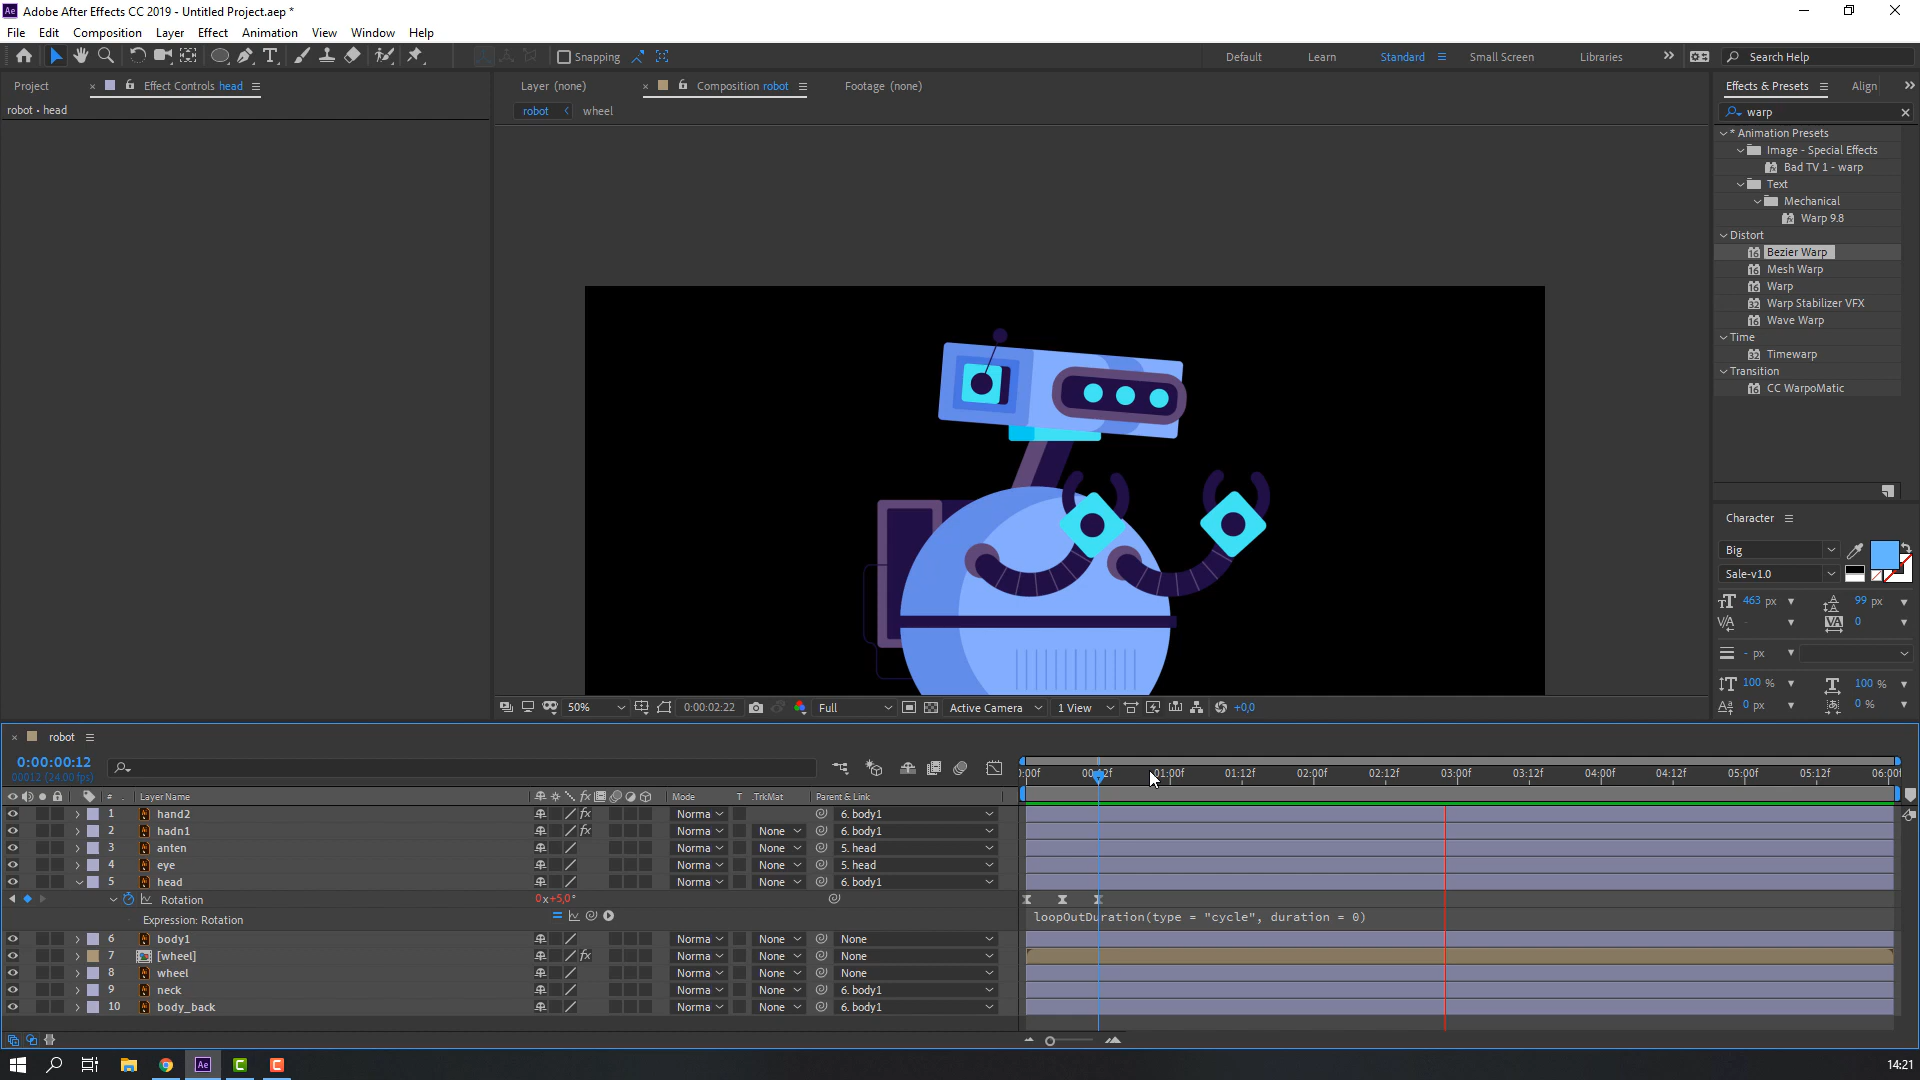 Adobe After Effects CC 2019 - Untitled Project.aep *
File Edit Composition Layer Effect Animation View Window Help
Snapping Default Learn Standard Small Screen Libraries Search Help
Project Effect Controls head Layer (none) Composition robot Footage (none) Effects & Presets Align
robot • head robot wheel warp
* Animation Presets
Image - Special Effects
Bad TV 1 - warp
Text
Mechanical
Warp 9.8
Distort
Bezier Warp
Mesh Warp
Warp
Warp Stabilizer VFX
Wave Warp
Time
Timewarp
Transition
CC WarpoMatic
Character
Big
Sale-v1.0
463 px 99 px
- 0
- px
100 % 100 %
0 px 0 %
50% 0:00:02:22 Full Active Camera 1 View +0,0
robot
0:00:00:12
00012 (24.00 fps)
:00f 00:12f 01:00f 01:12f 02:00f 02:12f 03:00f 03:12f 04:00f 04:12f 05:00f 05:12f 06:00f
# Layer Name Mode T .TrkMat Parent & Link
1 hand2 Norma 6. body1
2 hadn1 Norma None 6. body1
3 anten Norma None 5. head
4 eye Norma None 5. head
5 head Norma None 6. body1
Rotation 0x+5,0°
Expression: Rotation loopOutDuration(type = "cycle", duration = 0)
6 body1 Norma None None
7 [wheel] Norma None None
8 wheel Norma None None
9 neck Norma None 6. body1
10 body_back Norma None 6. body1
14:21